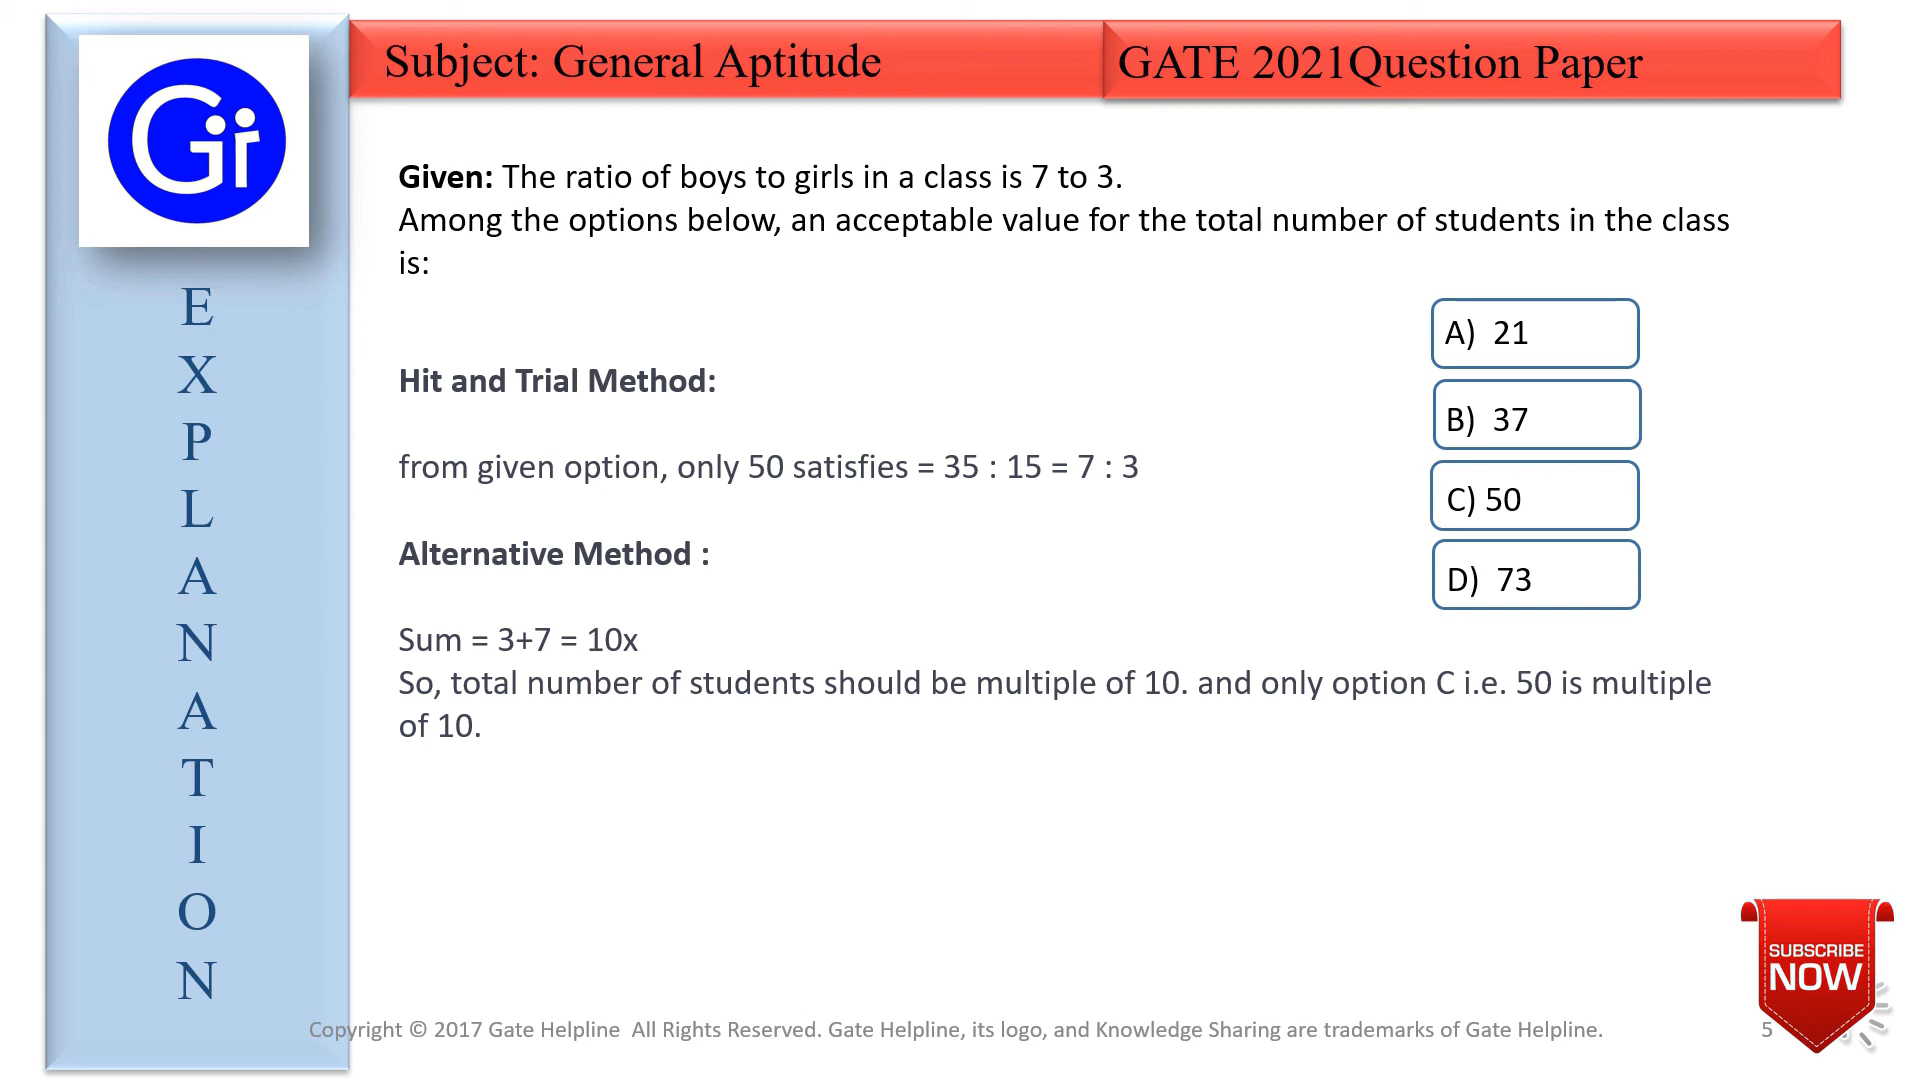 Subject: General Aptitude
GATE 2021Question Paper
Gi
E
X
P
L
A
N
A
T
I
O
N
Given: The ratio of boys to girls in a class is 7 to 3.
Among the options below, an acceptable value for the total number of students in the class
is:
A) 21
B) 37
C) 50
D) 73
Hit and Trial Method:
from given option, only 50 satisfies = 35 : 15 = 7 : 3
Alternative Method :
Sum = 3+7 = 10x
So, total number of students should be multiple of 10. and only option C i.e. 50 is multiple
of 10.
SUBSCRIBE
NOW
Copyright © 2017 Gate Helpline All Rights Reserved. Gate Helpline, its logo, and Knowledge Sharing are trademarks of Gate Helpline.
5